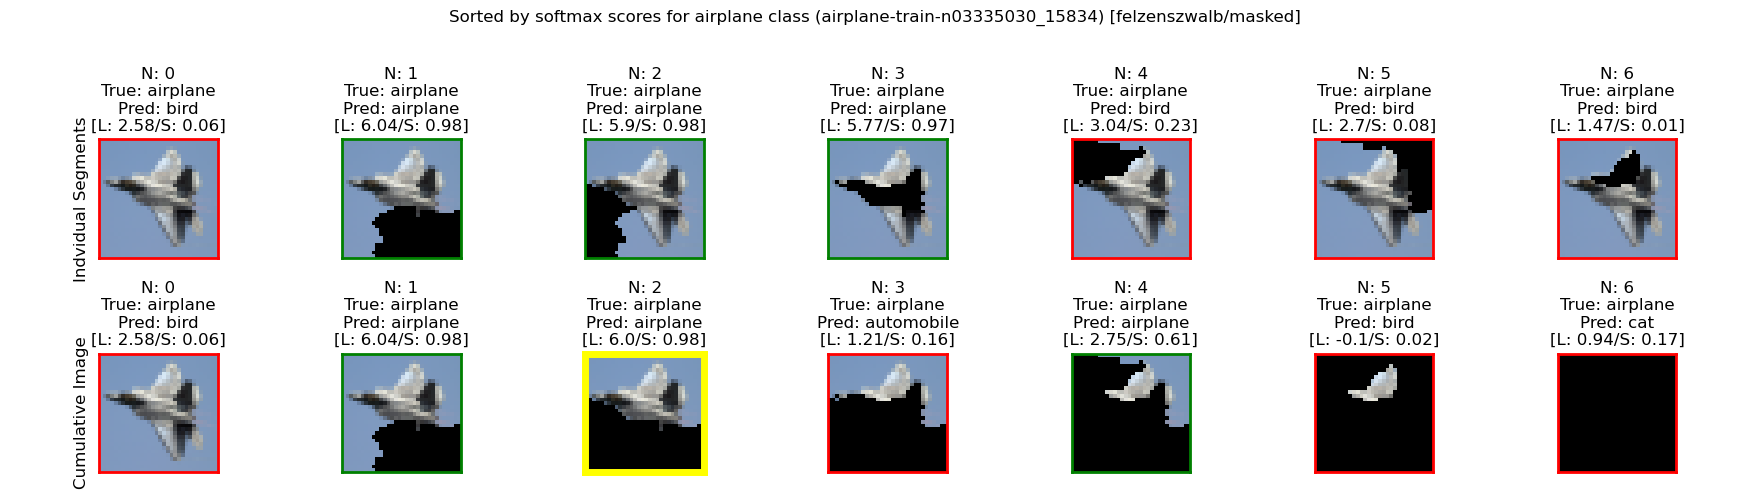 Sorted by softmax scores for airplane class (airplane-train-n03335030_15834) [felzenszwalb/masked]
Indvidual Segments
N: 0
True: airplane
Pred: bird
[L: 2.58/S: 0.06]
N: 1
True: airplane
Pred: airplane
[L: 6.04/S: 0.98]
N: 2
True: airplane
Pred: airplane
[L: 5.9/S: 0.98]
N: 3
True: airplane
Pred: airplane
[L: 5.77/S: 0.97]
N: 4
True: airplane
Pred: bird
[L: 3.04/S: 0.23]
N: 5
True: airplane
Pred: bird
[L: 2.7/S: 0.08]
N: 6
True: airplane
Pred: bird
[L: 1.47/S: 0.01]
Cumulative Image
N: 0
True: airplane
Pred: bird
[L: 2.58/S: 0.06]
N: 1
True: airplane
Pred: airplane
[L: 6.04/S: 0.98]
N: 2
True: airplane
Pred: airplane
[L: 6.0/S: 0.98]
N: 3
True: airplane
Pred: automobile
[L: 1.21/S: 0.16]
N: 4
True: airplane
Pred: airplane
[L: 2.75/S: 0.61]
N: 5
True: airplane
Pred: bird
[L: -0.1/S: 0.02]
N: 6
True: airplane
Pred: cat
[L: 0.94/S: 0.17]